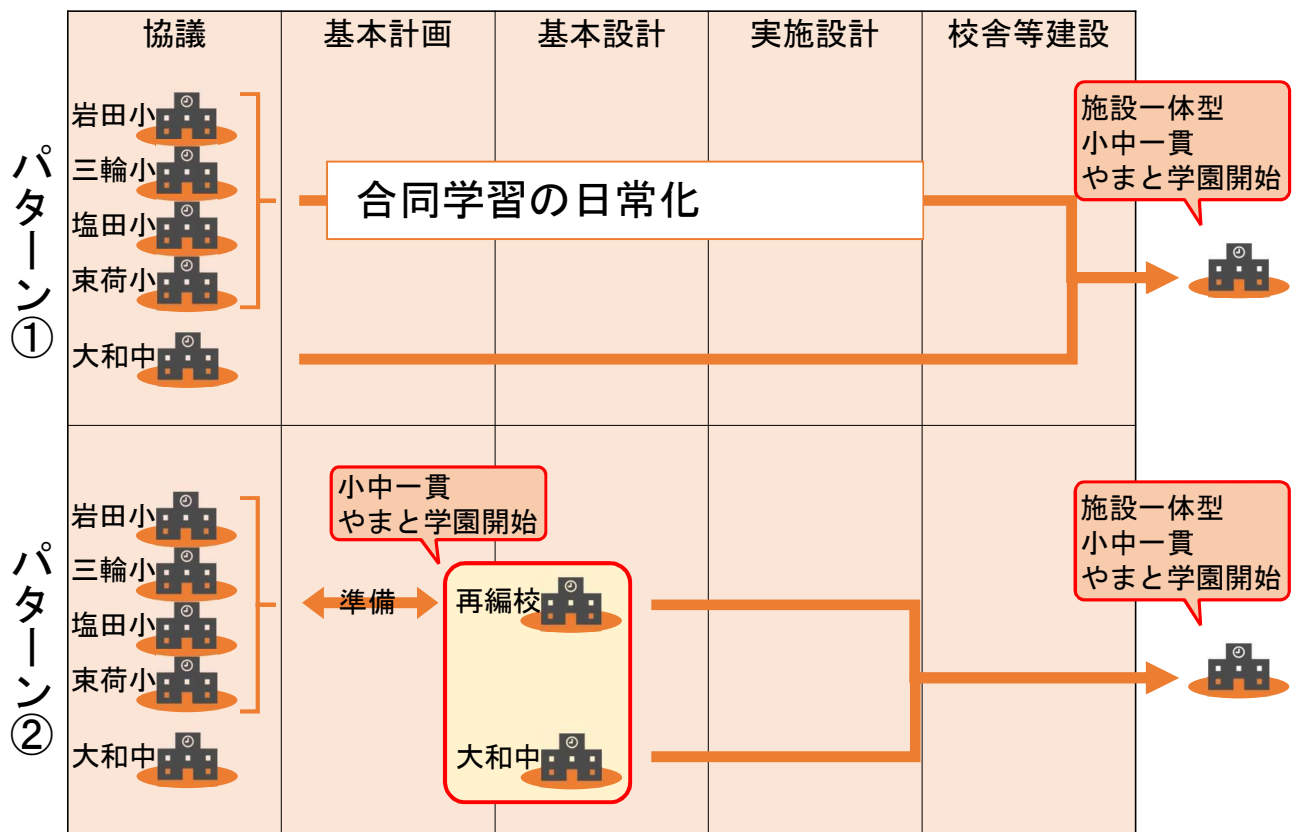 協議
基本計画
基本設計
実施設計
校舎等建設
パターン①
岩田小
三輪小
塩田小
束荷小
大和中
合同学習の日常化
施設一体型
小中一貫
やまと学園開始
パターン②
岩田小
三輪小
塩田小
束荷小
大和中
準備
小中一貫
やまと学園開始
再編校
大和中
施設一体型
小中一貫
やまと学園開始